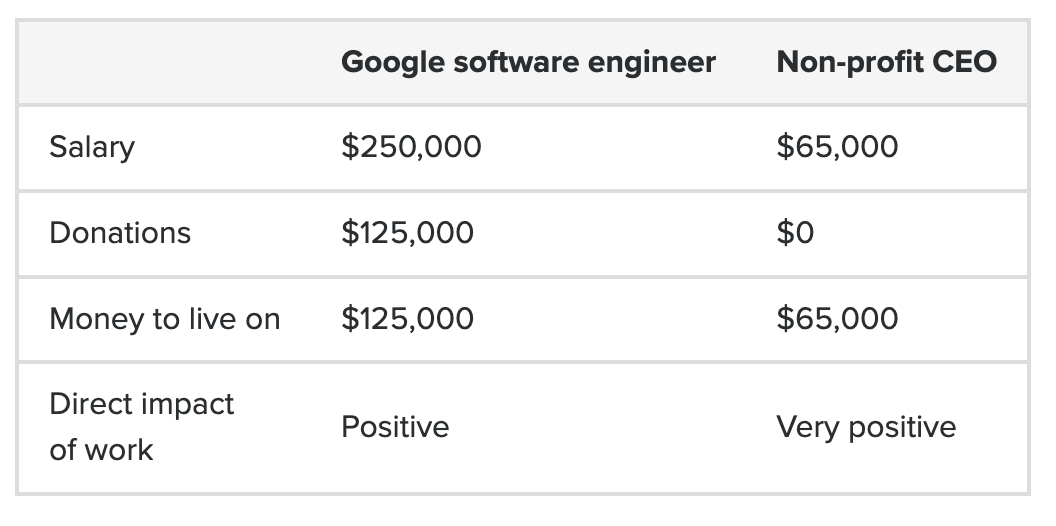 Google software engineer Non-profit CEO
Salary $250,000 $65,000
Donations $125,000 $0
Money to live on $125,000 $65,000
Direct impact
of work Positive Very positive